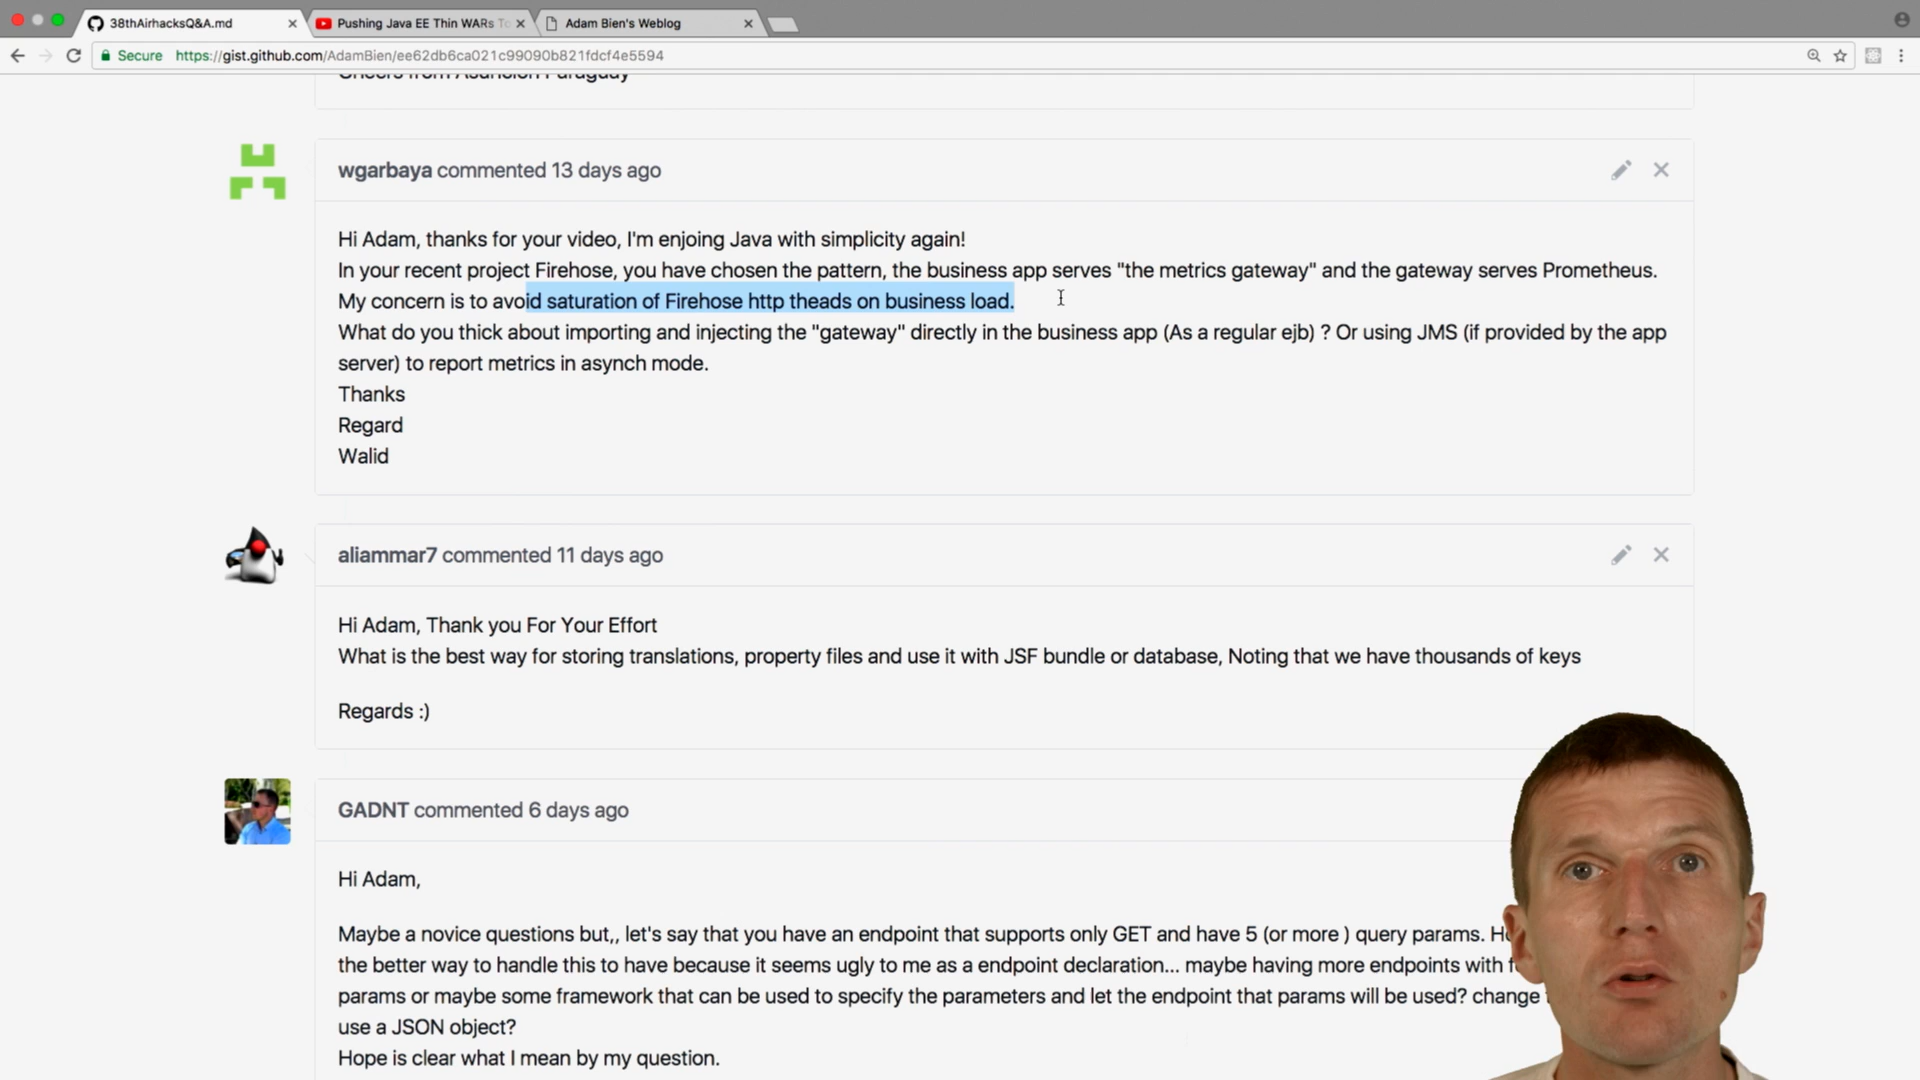 38thAirhacksQ&A.md
Pushing Java EE Thin WARs To
Adam Bien's Weblog
Secure https://gist.github.com/AdamBien/ee62db6ca021c99090b821fdcf4e5594
Cheers from Asuncion Paraguay
wgarbaya commented 13 days ago
Hi Adam, thanks for your video, I'm enjoing Java with simplicity again!
In your recent project Firehose, you have chosen the pattern, the business app serves "the metrics gateway" and the gateway serves Prometheus.
My concern is to avoid saturation of Firehose http theads on business load.
What do you thick about importing and injecting the "gateway" directly in the business app (As a regular ejb) ? Or using JMS (if provided by the app
server) to report metrics in asynch mode.
Thanks
Regard
Walid
aliammar7 commented 11 days ago
Hi Adam, Thank you For Your Effort
What is the best way for storing translations, property files and use it with JSF bundle or database, Noting that we have thousands of keys
Regards :)
GADNT commented 6 days ago
Hi Adam,
Maybe a novice questions but,, let's say that you have an endpoint that supports only GET and have 5 (or more ) query params.
the better way to handle this to have because it seems ugly to me as a endpoint declaration... maybe having more endpoints with
params or maybe some framework that can be used to specify the parameters and let the endpoint that params will be used? change
use a JSON object?
Hope is clear what I mean by my question.